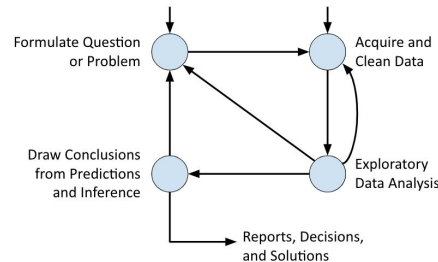 Formulate Question
or Problem
Acquire and
Clean Data
Draw Conclusions
from Predictions
and Inference
Exploratory
Data Analysis
Reports, Decisions,
and Solutions